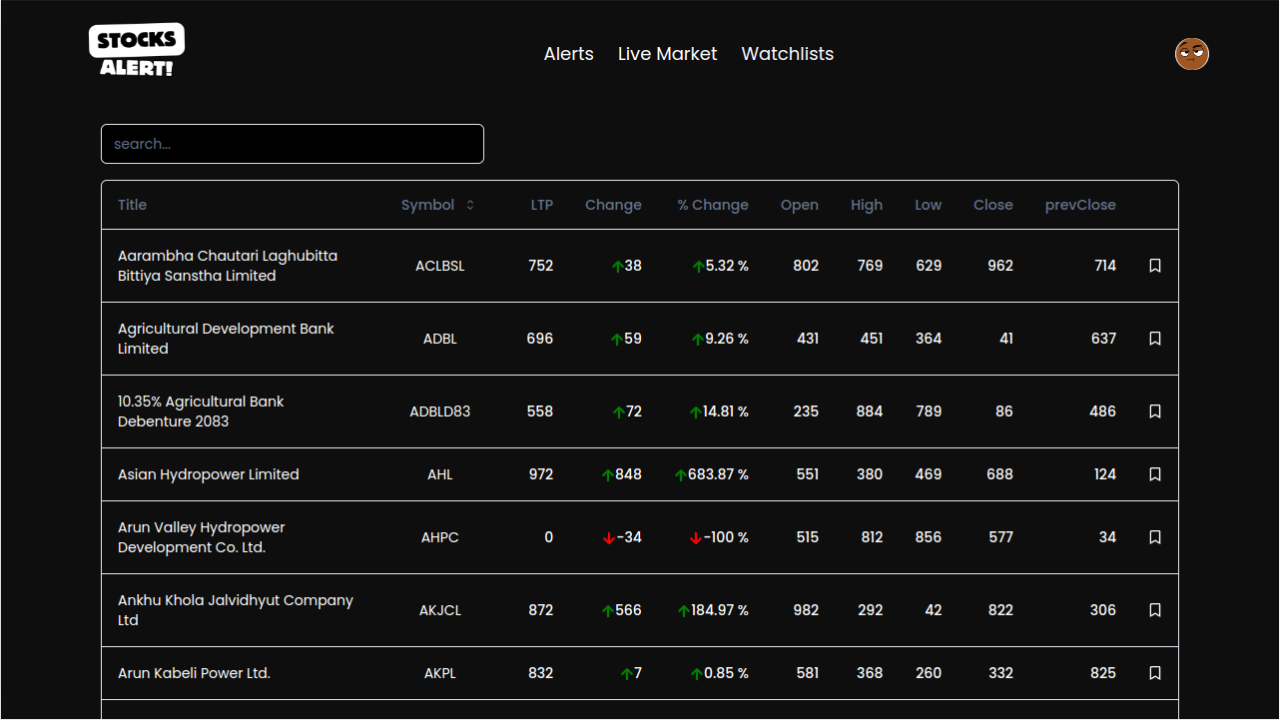 STOCKS
ALERT!
Alerts Live Market Watchlists
search...
Title Symbol LTP Change % Change Open High Low Close prevClose
Aarambha Chautari Laghubitta
Bittiya Sanstha Limited
ACLBSL 752 38 5.32 % 802 769 629 962 714
Agricultural Development Bank
Limited
ADBL 696 59 9.26 % 431 451 364 41 637
10.35% Agricultural Bank
Debenture 2083
ADBLD83 558 72 14.81 % 235 884 789 86 486
Asian Hydropower Limited AHL 972 848 683.87 % 551 380 469 688 124
Arun Valley Hydropower
Development Co. Ltd.
AHPC 0 -34 -100 % 515 812 856 577 34
Ankhu Khola Jalvidhyut Company
Ltd
AKJCL 872 566 184.97 % 982 292 42 822 306
Arun Kabeli Power Ltd. AKPL 832 7 0.85 % 581 368 260 332 825